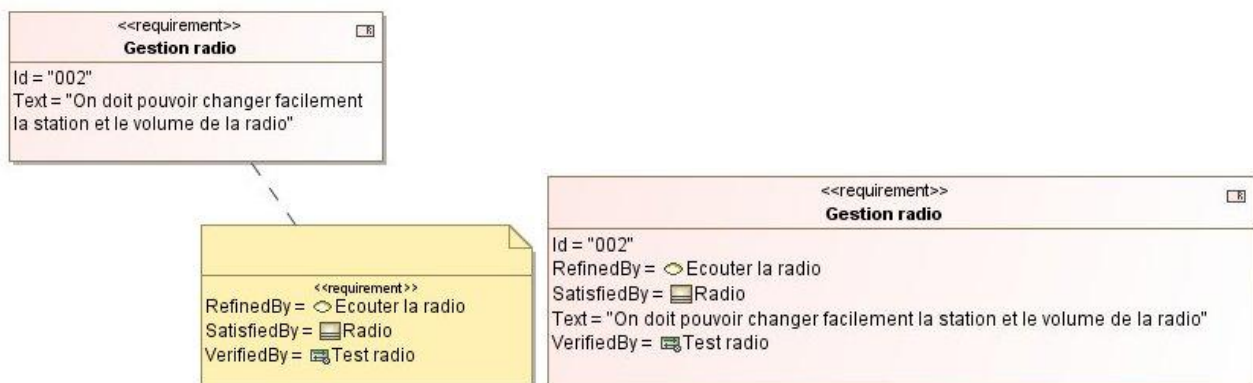 <<requirement>>
Gestion radio
Id = "002"
Text = "On doit pouvoir changer facilement
la station et le volume de la radio"
<<requirement>>
RefinedBy = Ecouter la radio
SatisfiedBy = Radio
VerifiedBy = Test radio
<<requirement>>
Gestion radio
Id = "002"
RefinedBy = Ecouter la radio
SatisfiedBy = Radio
Text = "On doit pouvoir changer facilement la station et le volume de la radio"
VerifiedBy = Test radio